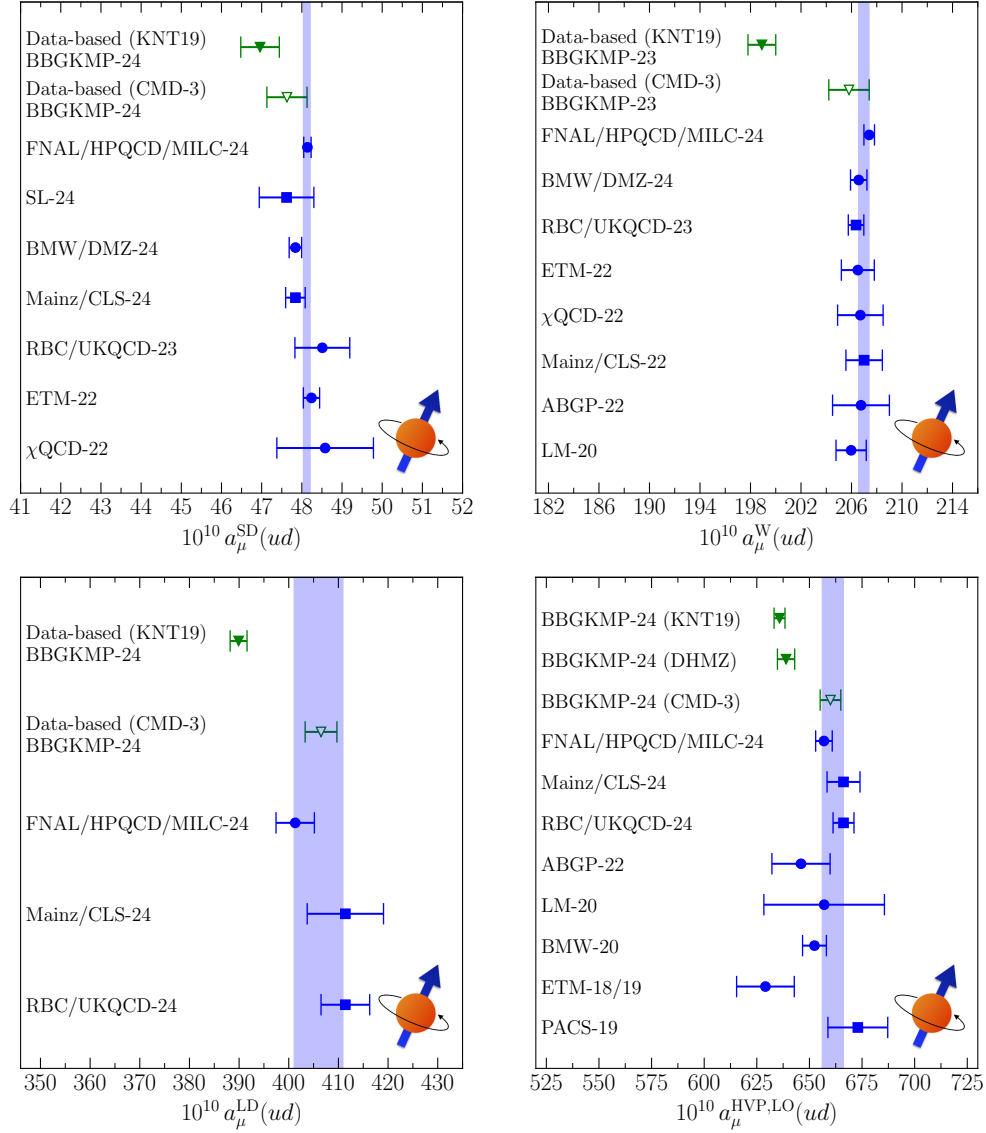 Data-based (KNT19)
BBGKMP-24
Data-based (CMD-3)
BBGKMP-24
FNAL/HPQCD/MILC-24
SL-24
BMW/DMZ-24
Mainz/CLS-24
RBC/UKQCD-23
ETM-22
χQCD-22
41 42 43 44 45 46 47 48 49 50 51 52
10^{10} a_μ^{SD}(ud)
Data-based (KNT19)
BBGKMP-23
Data-based (CMD-3)
BBGKMP-23
FNAL/HPQCD/MILC-24
BMW/DMZ-24
RBC/UKQCD-23
ETM-22
χQCD-22
Mainz/CLS-22
ABGP-22
LM-20
182 186 190 194 198 202 206 210 214
10^{10} a_μ^{W}(ud)
Data-based (KNT19)
BBGKMP-24
Data-based (CMD-3)
BBGKMP-24
FNAL/HPQCD/MILC-24
Mainz/CLS-24
RBC/UKQCD-24
350 360 370 380 390 400 410 420 430
10^{10} a_μ^{LD}(ud)
BBGKMP-24 (KNT19)
BBGKMP-24 (DHMZ)
BBGKMP-24 (CMD-3)
FNAL/HPQCD/MILC-24
Mainz/CLS-24
RBC/UKQCD-24
ABGP-22
LM-20
BMW-20
ETM-18/19
PACS-19
525 550 575 600 625 650 675 700 725
10^{10} a_μ^{HVP,LO}(ud)